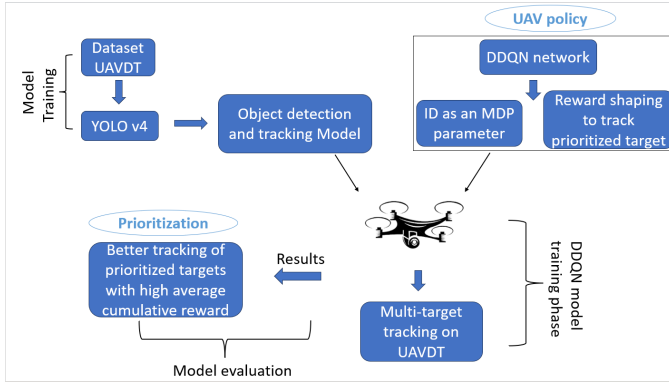 UAV policy
Dataset
UAVDT
Model
Training
YOLO v4
Object detection
and tracking Model
DDQN network
ID as an MDP
parameter
Reward shaping
to track
prioritized target
Prioritization
Better tracking of
prioritized targets
with high average
cumulative reward
Results
Multi-target
tracking on
UAVDT
DDQN model
training phase
Model evaluation